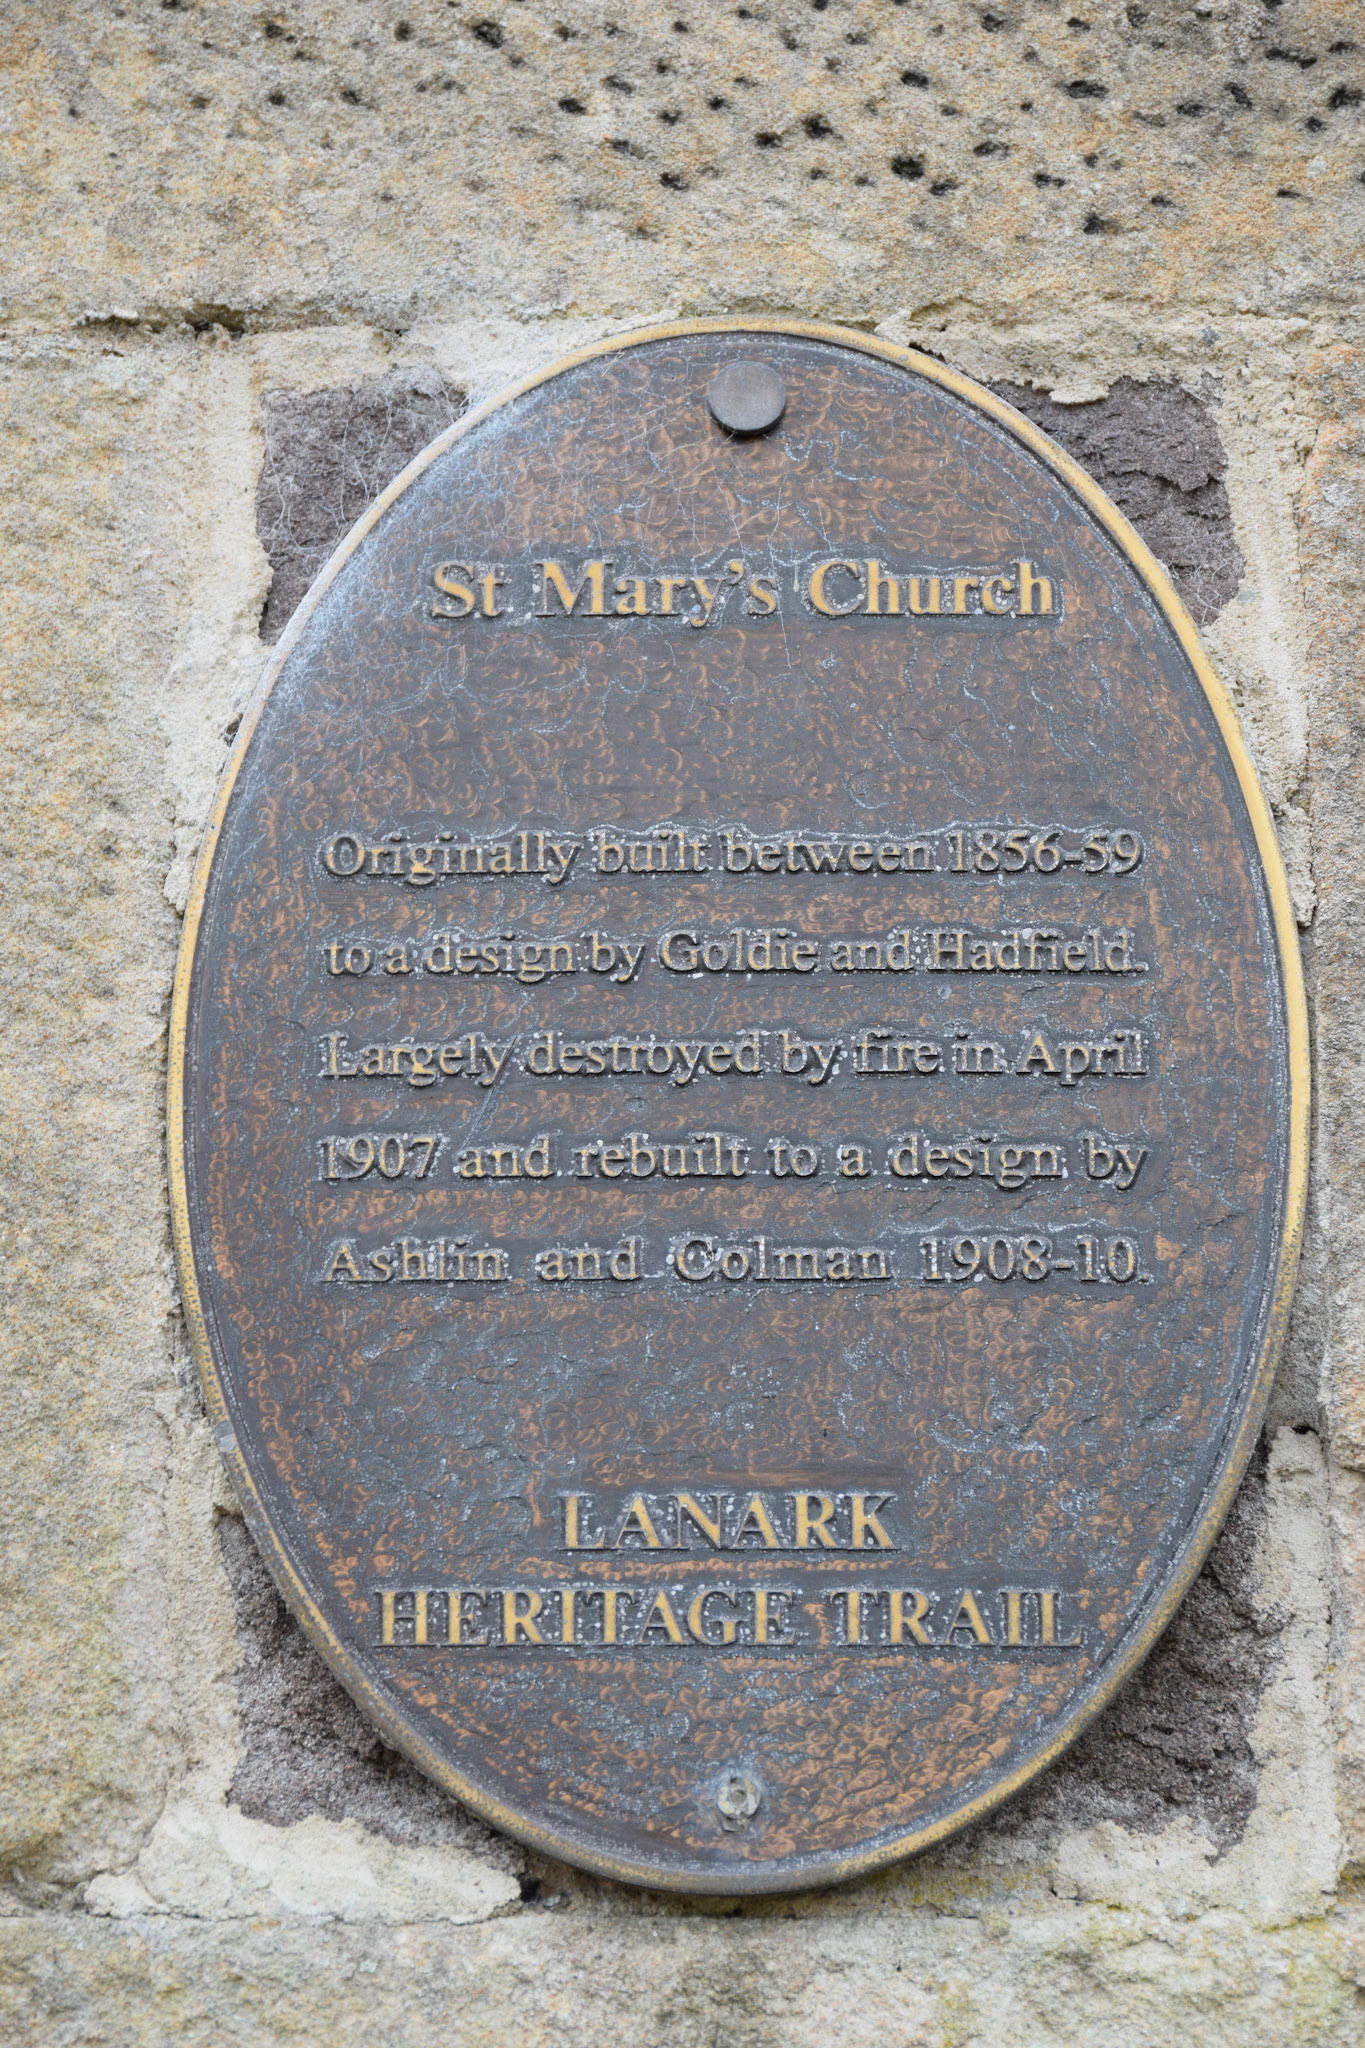 St Mary's Church
Originally built between 1856-59
to a design by Goldie and Hadfield.
Largely destroyed by fire in April
1907 and rebuilt to a design by
Ashlin and Colman 1908-10.
LANARK
HERITAGE TRAIL